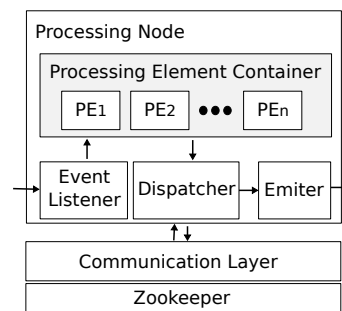 Processing Node
Processing Element Container
PE1 PE2 ●●● PEn
Event
Listener
Dispatcher
Emiter
Communication Layer
Zookeeper